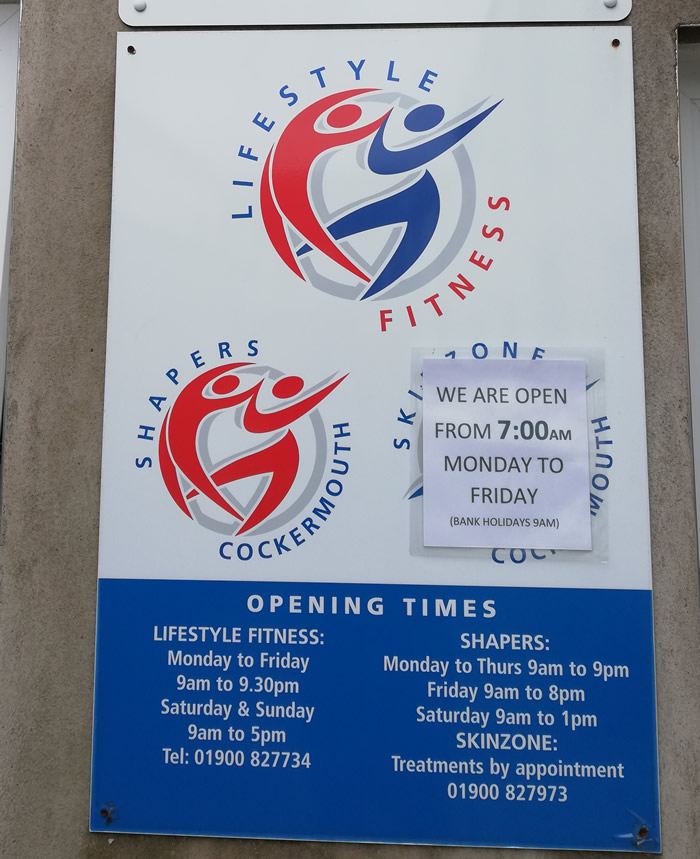 LIFESTYLE
FITNESS
SHAPERS
COCKERMOUTH
ZONE
WE ARE OPEN
FROM 7:00AM
MONDAY TO
FRIDAY
(BANK HOLIDAYS 9AM)
OPENING TIMES
LIFESTYLE FITNESS:
Monday to Friday
9am to 9.30pm
Saturday & Sunday
9am to 5pm
Tel: 01900 827734
SHAPERS:
Monday to Thurs 9am to 9pm
Friday 9am to 8pm
Saturday 9am to 1pm
SKINZONE:
Treatments by appointment
01900 827973